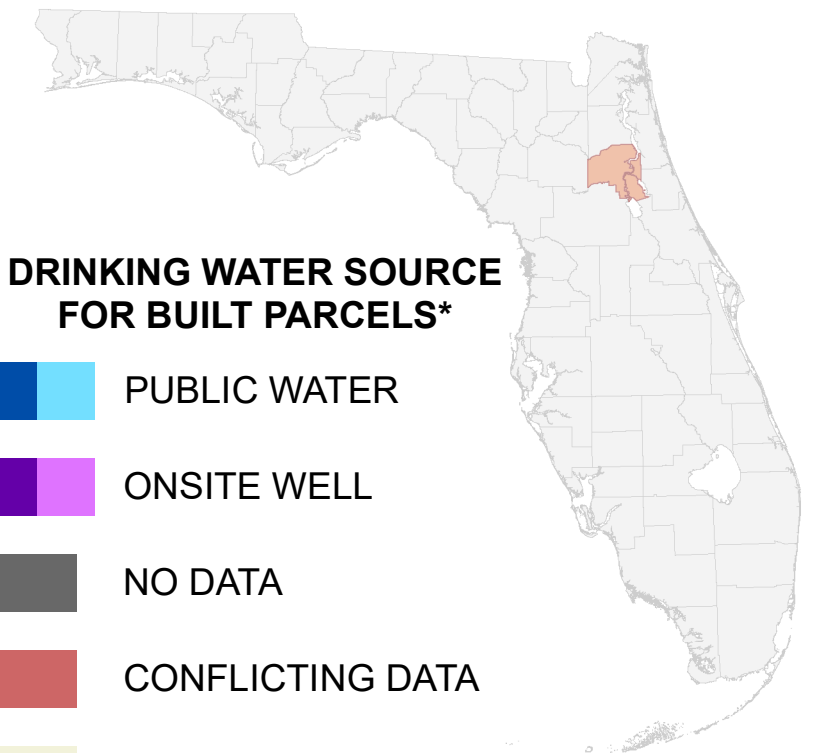 DRINKING WATER SOURCE
FOR BUILT PARCELS*
PUBLIC WATER
ONSITE WELL
NO DATA
CONFLICTING DATA